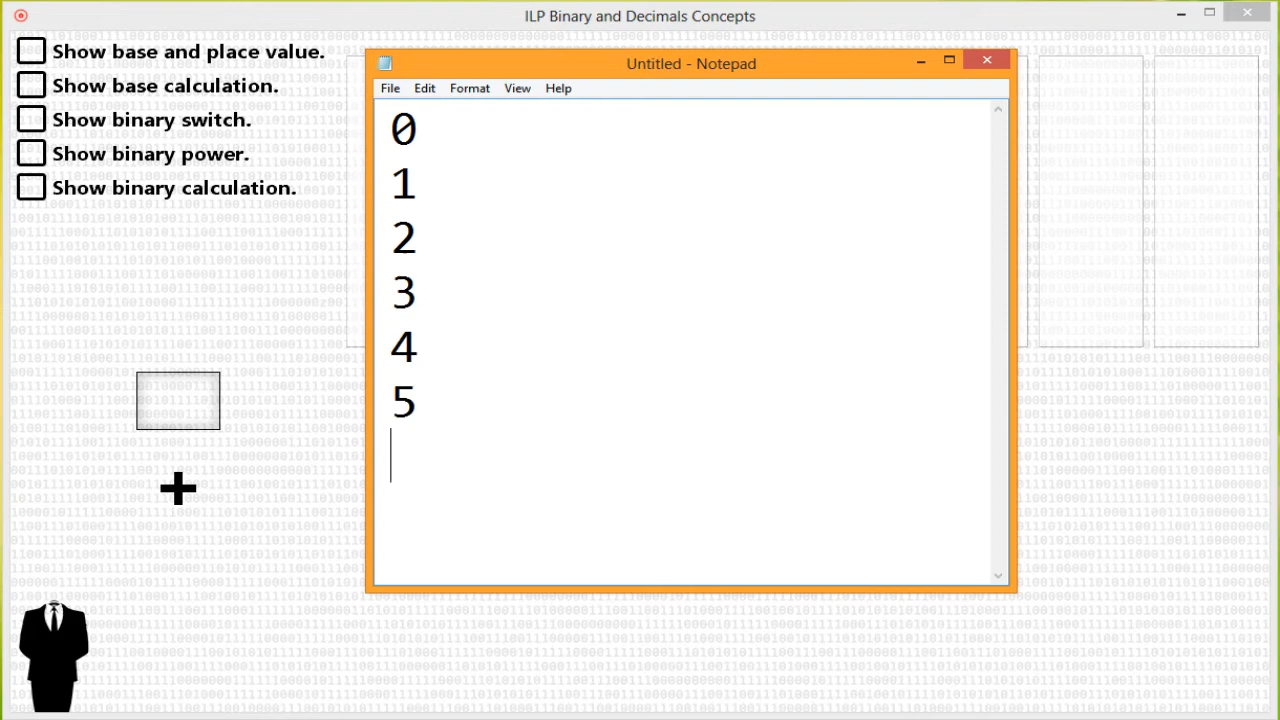 ILP Binary and Decimals Concepts
Show base and place value.
Show base calculation.
Show binary switch.
Show binary power.
Show binary calculation.
Untitled - Notepad
File Edit Format View Help
0
1
2
3
4
5
+